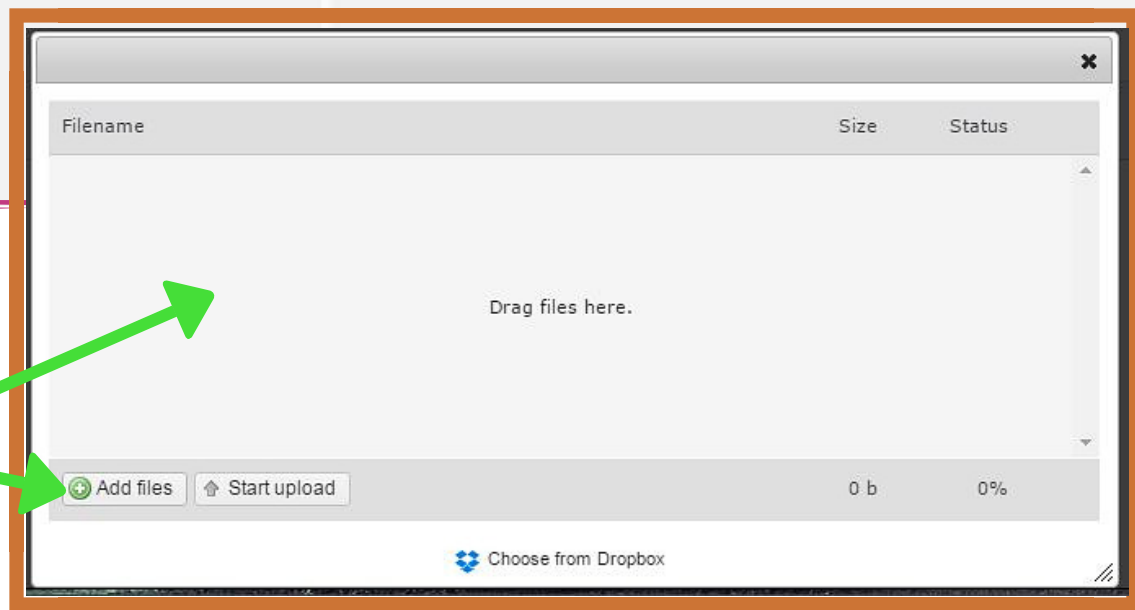 Filename Size Status
Drag files here.
Add files Start upload 0 b 0%
Choose from Dropbox